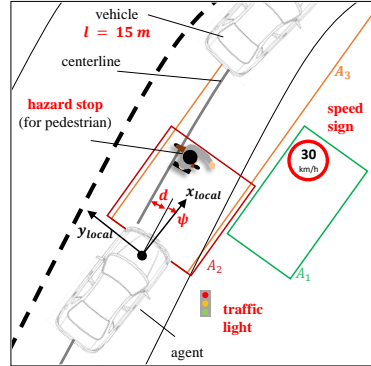 vehicle
l = 15 m
centerline
A₃
hazard stop
(for pedestrian)
speed
sign
30
km/h
x_local
d
ψ
y_local
A₂
A₁
traffic
light
agent